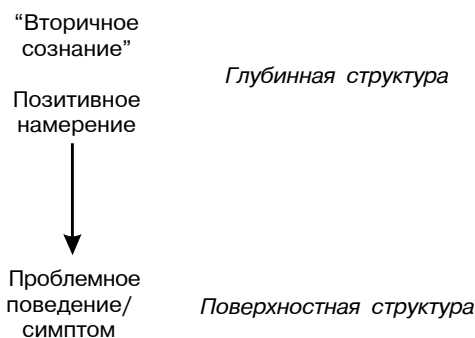 “Вторичное
сознание”
Глубинная структура
Позитивное
намерение
Проблемное
поведение/
симптом
Поверхностная структура